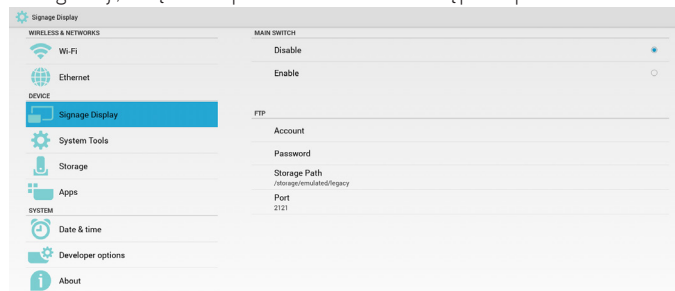 Signage Display
WIRELESS & NETWORKS
Wi-Fi
Ethernet
DEVICE
Signage Display
System Tools
Storage
Apps
SYSTEM
Date & time
Developer options
About
MAIN SWITCH
Disable
Enable
FTP
Account
Password
Storage Path
/storage/emulated/legacy
Port
2121